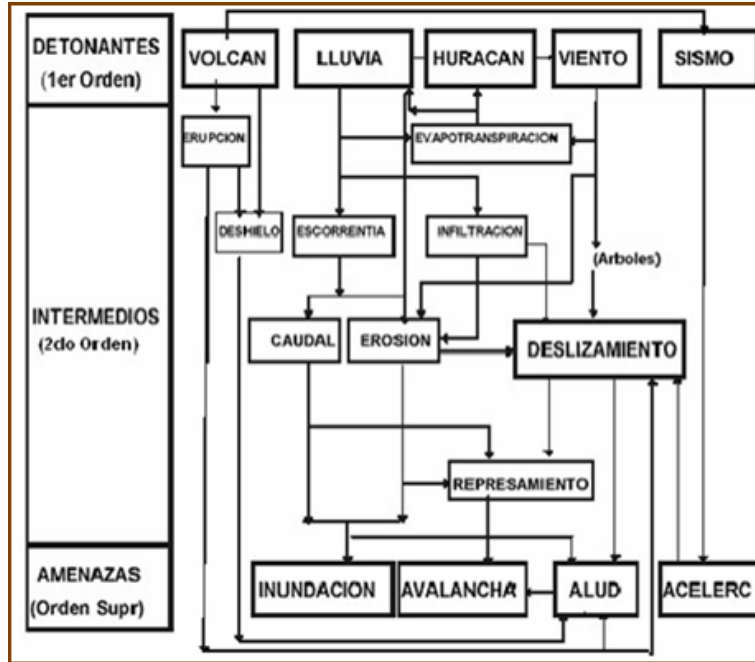 DETONANTES
(1er Orden)
VOLCAN
LLUVIA
HURACAN
VIENTO
SISMO
ERUPCION
EVAPOTRANSPIRACION
DESHIELO
ESCORRENTIA
INFILTRACION
(Arboles)
INTERMEDIOS
(2do Orden)
CAUDAL
EROSION
DESLIZAMIENTO
REPRESAMIENTO
AMENAZAS
(Orden Supr)
INUNDACION
AVALANCHA
ALUD
ACELERC